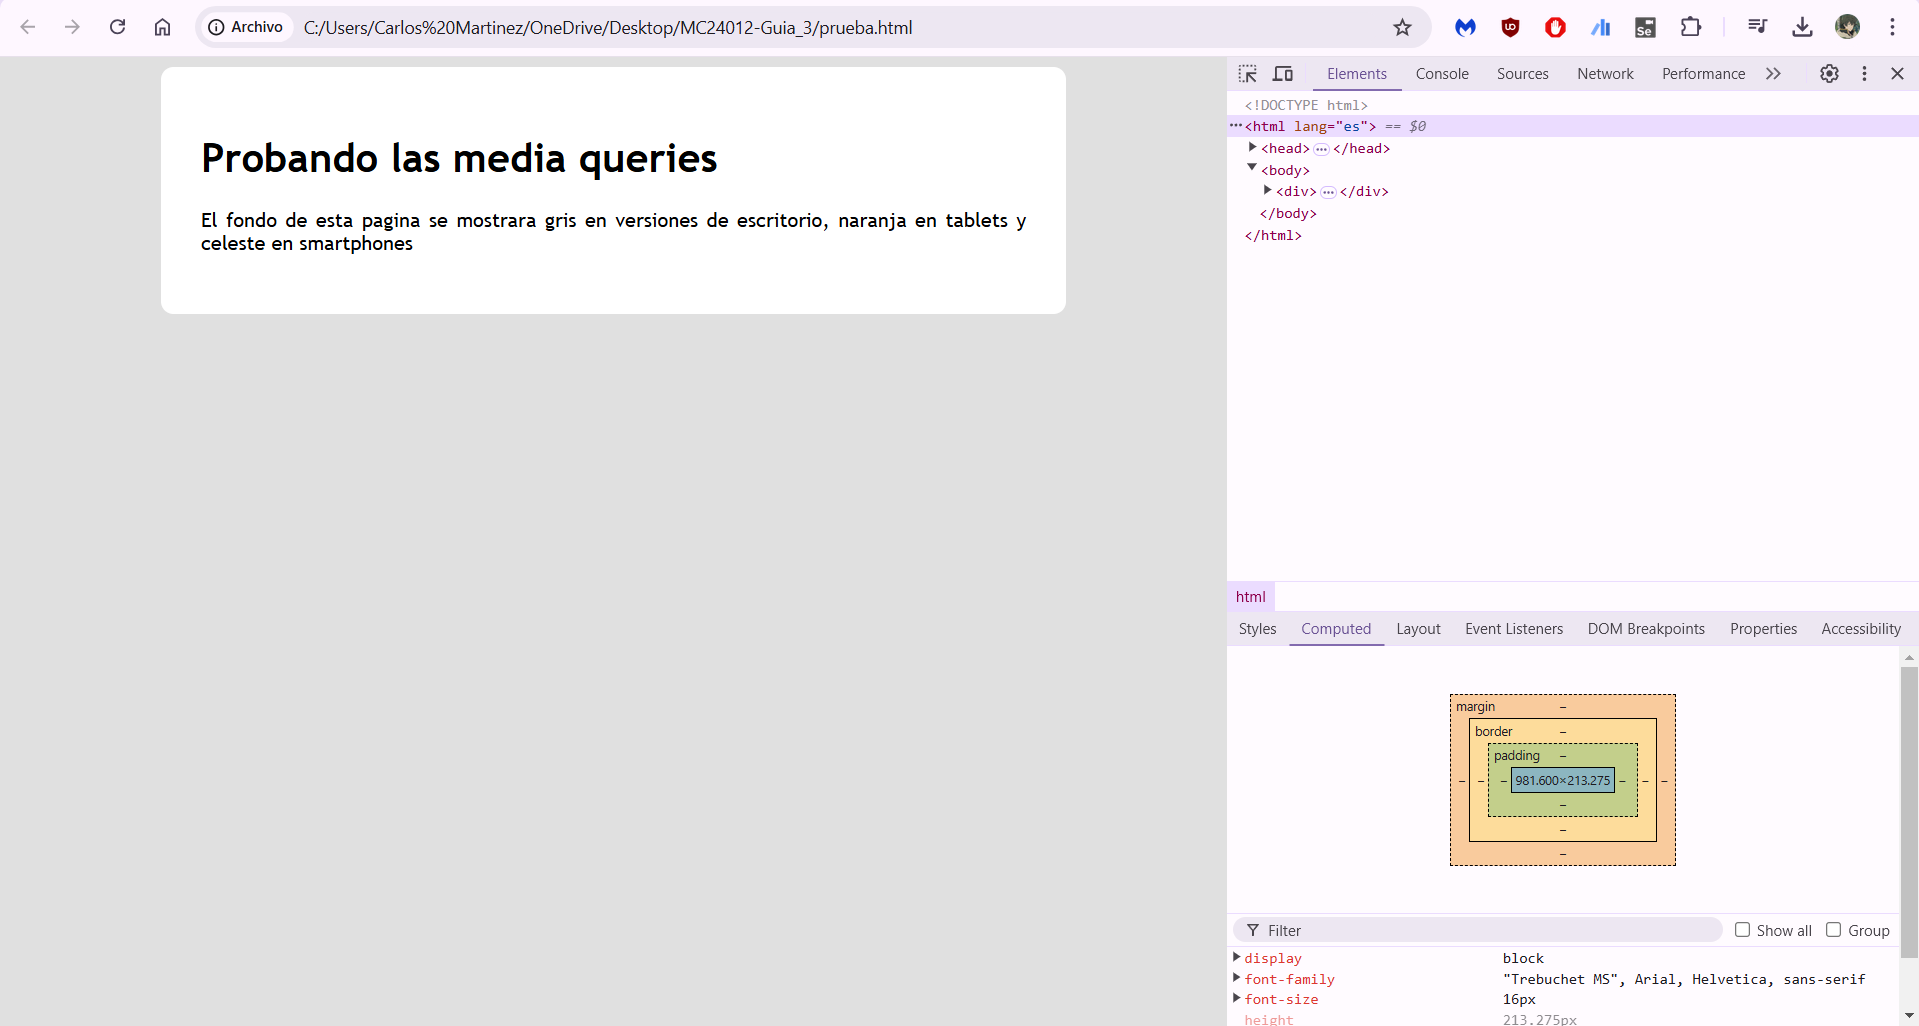 Archivo C:/Users/Carlos%20Martinez/OneDrive/Desktop/MC24012-Guia_3/prueba.html
Probando las media queries
El fondo de esta pagina se mostrara gris en versiones de escritorio, naranja en tablets y
celeste en smartphones
Elements Console Sources Network Performance
<!DOCTYPE html>
<html lang="es"> == $0
<head> ··· </head>
<body>
<div> ··· </div>
</body>
</html>
html
Styles Computed Layout Event Listeners DOM Breakpoints Properties Accessibility
margin –
border –
padding –
– – – 981.600×213.275 – – –
–
–
–
Filter Show all Group
display block
font-family "Trebuchet MS", Arial, Helvetica, sans-serif
font-size 16px
height 213.275px